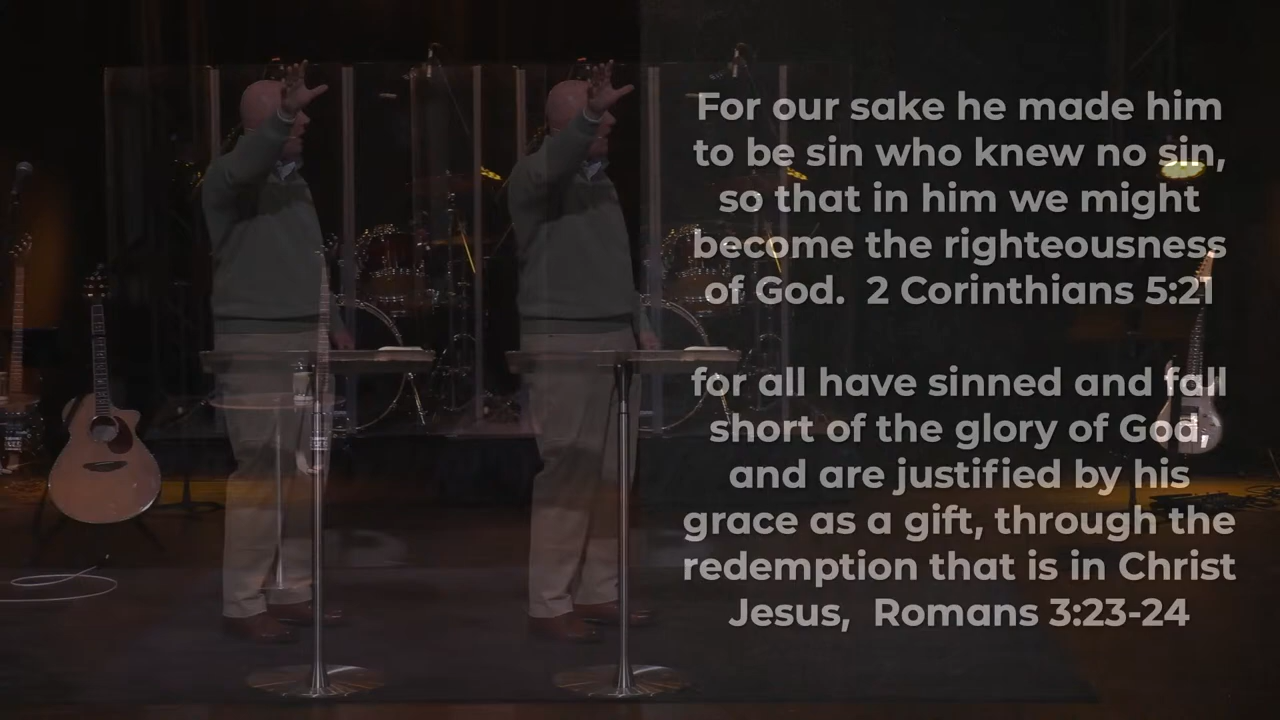 For our sake he made him
to be sin who knew no sin,
so that in him we might
become the righteousness
of God.  2 Corinthians 5:21
for all have sinned and fall
short of the glory of God,
and are justified by his
grace as a gift, through the
redemption that is in Christ
Jesus,  Romans 3:23-24